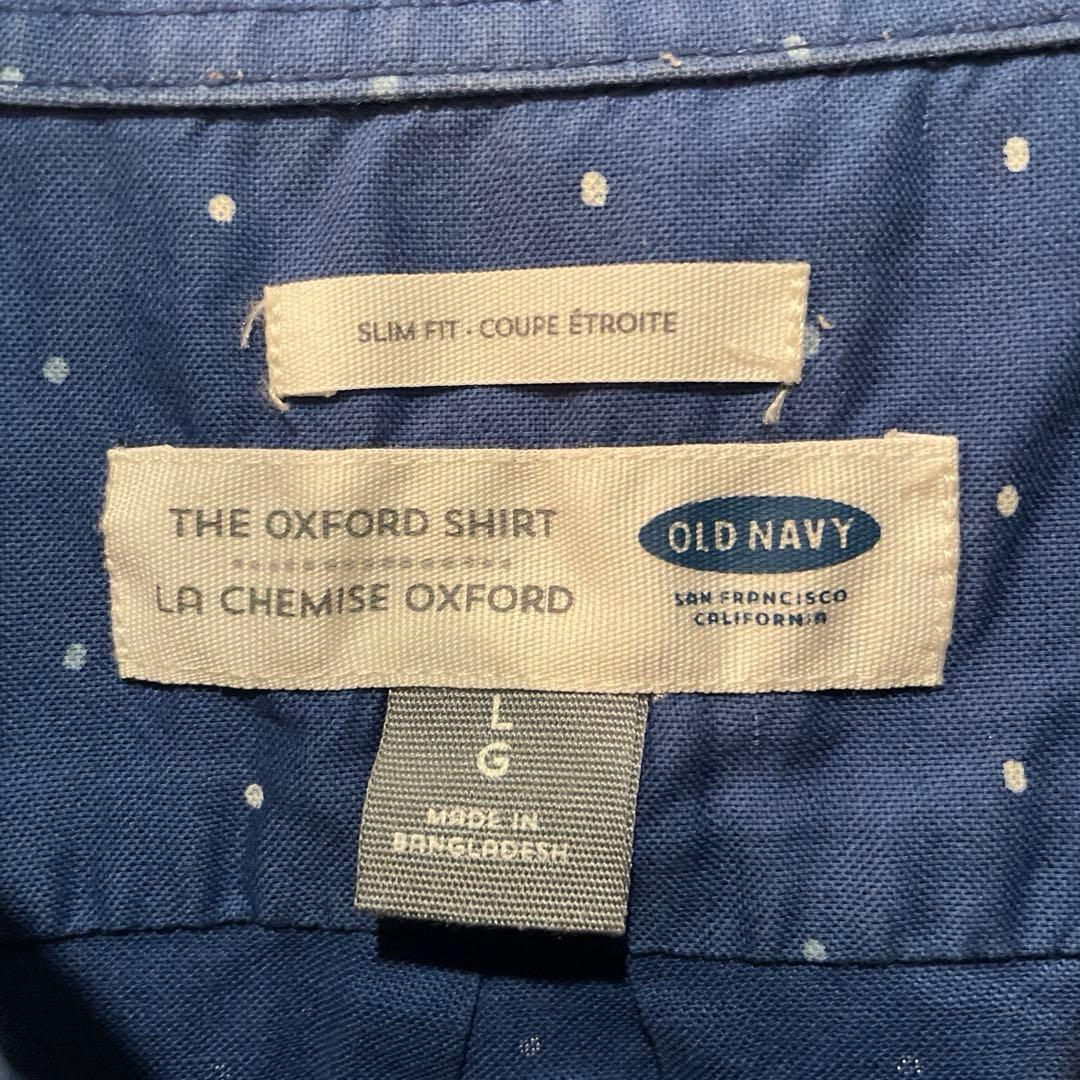 SLIM FIT · COUPE ÉTROITE
THE OXFORD SHIRT
LA CHEMISE OXFORD
OLD NAVY
SAN FRANCISCO
CALIFORNIA
L
G
MADE IN
BANGLADESH